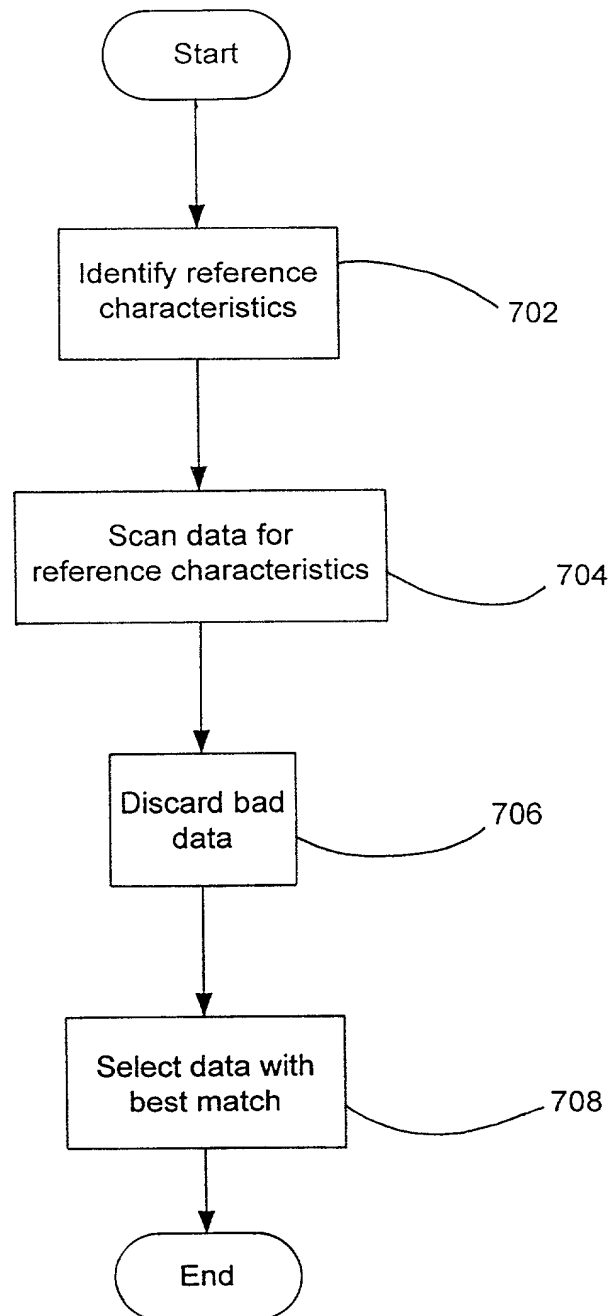 Start
Identify reference
characteristics
702
Scan data for
reference characteristics
704
Discard bad
data
706
Select data with
best match
708
End